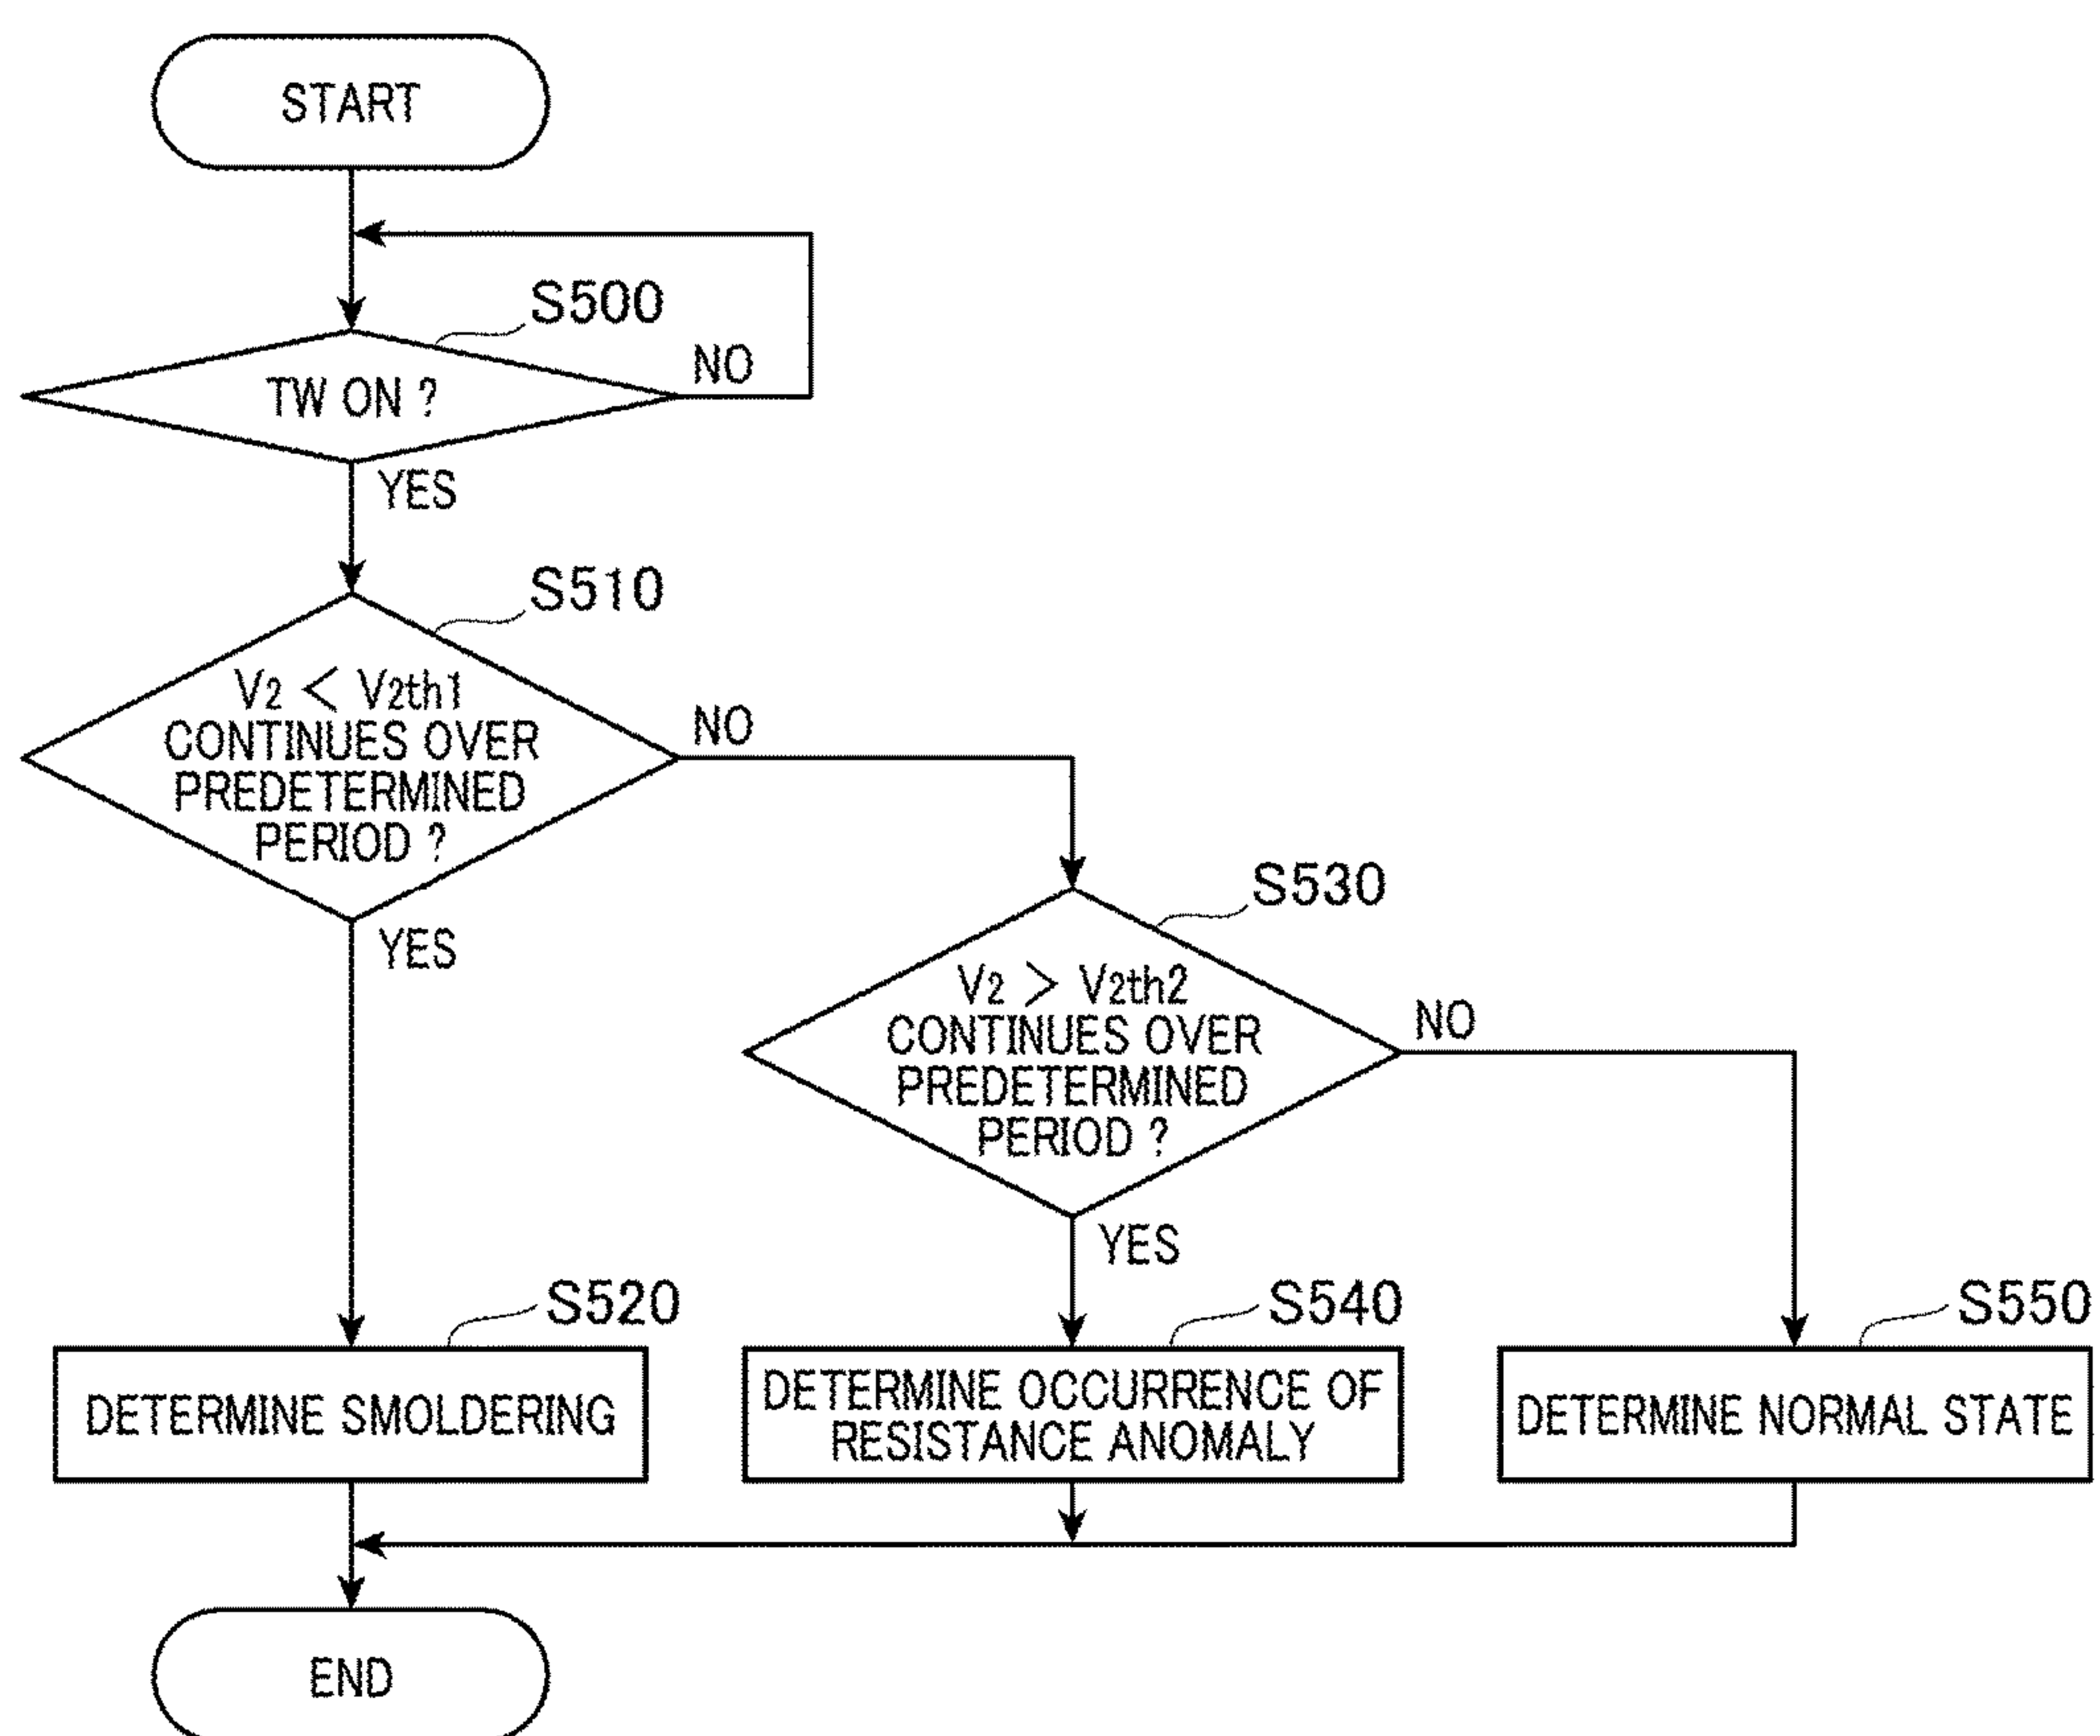 START
S500
TW ON ?
NO
YES
S510
V2 < V2th1
CONTINUES OVER
PREDETERMINED
PERIOD ?
NO
YES
S530
V2 > V2th2
CONTINUES OVER
PREDETERMINED
PERIOD ?
NO
YES
S520
DETERMINE SMOLDERING
S540
DETERMINE OCCURRENCE OF
RESISTANCE ANOMALY
S550
DETERMINE NORMAL STATE
END